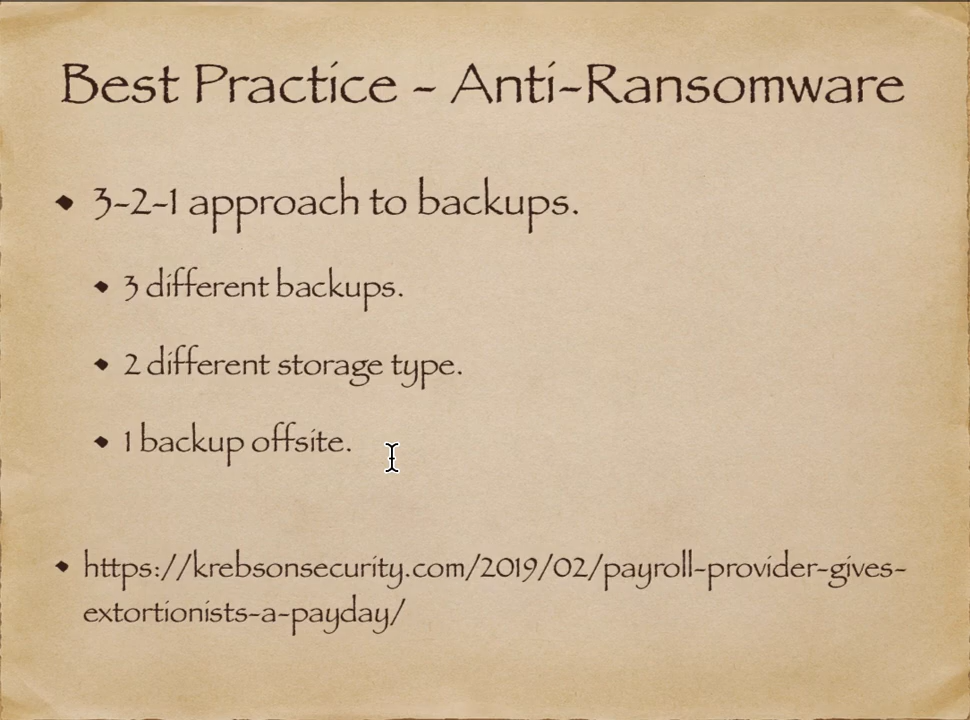 Best Practice - Anti-Ransomware
3-2-1 approach to backups.
3 different backups.
2 different storage type.
1 backup offsite.
https://krebsonsecurity.com/2019/02/payroll-provider-gives-
extortionists-a-payday/